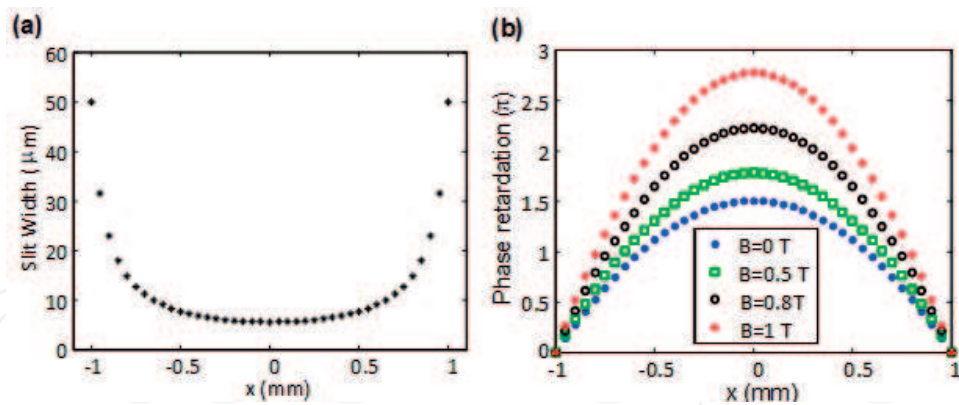 (a)
60
50
40
30
20
10
0
Slit Width (μm)
-1
-0.5
0
0.5
1
x (mm)
(b)
3
2.5
2
1.5
1
0.5
0
Phase retardation (π)
B=0 T
B=0.5 T
B=0.8T
B=1 T
-1
-0.5
0
0.5
1
x (mm)